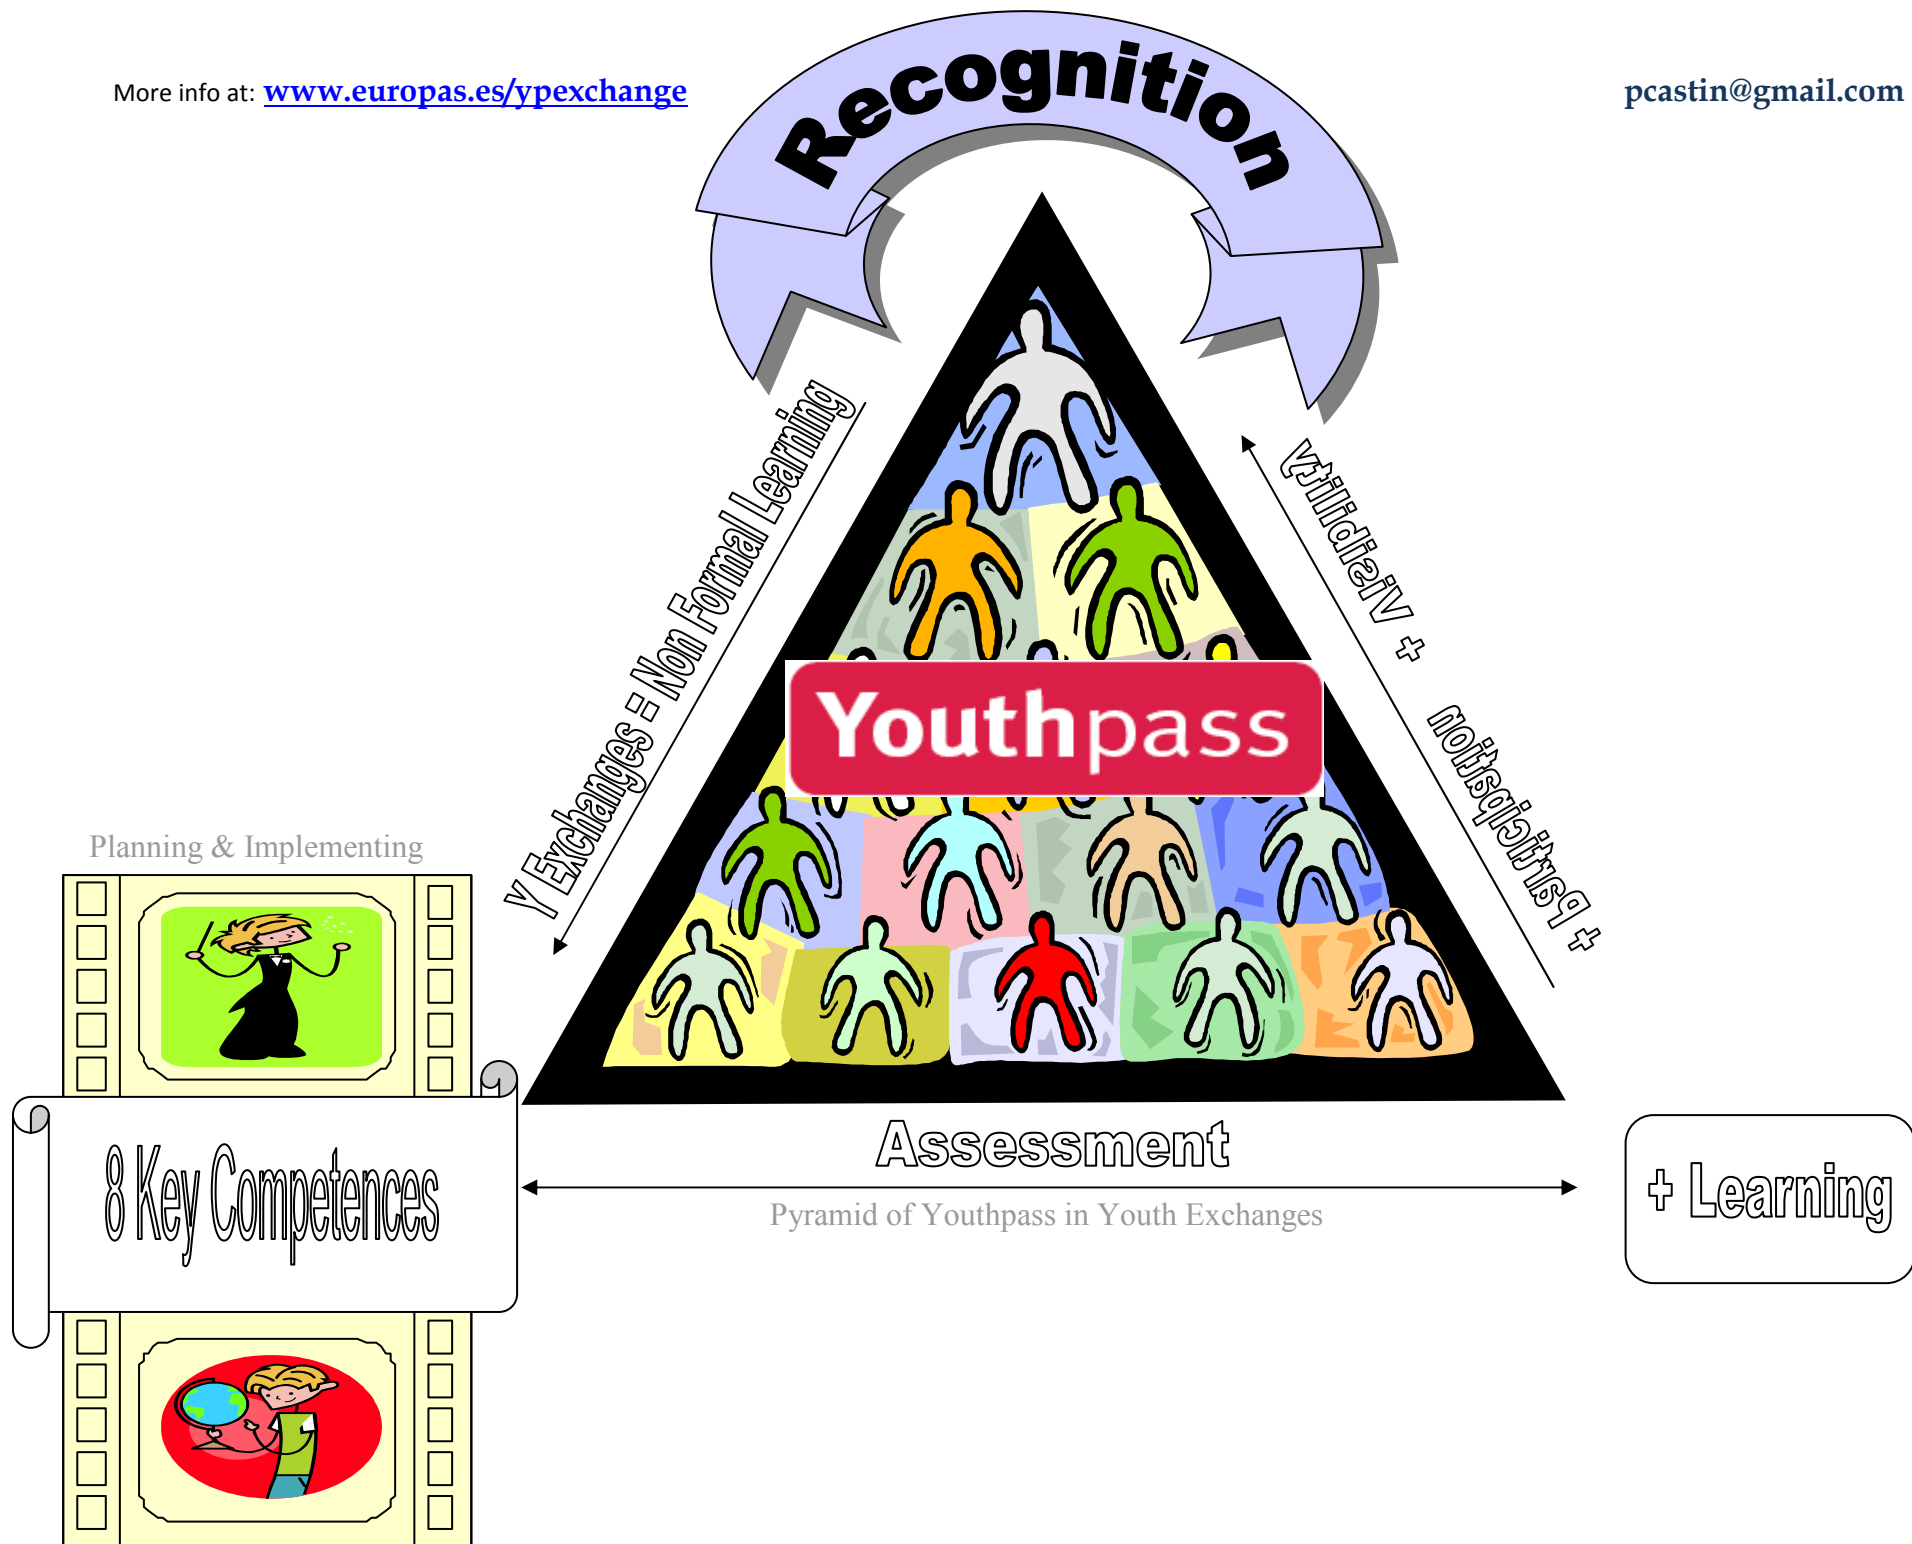 More info at: www.europas.es/ypexchange
pcastin@gmail.com
Recognition
Y Exchanges = Non Formal Learning
+ Participation + Visibility
Youthpass
Planning & Implementing
8 Key Competences
Assessment
Pyramid of Youthpass in Youth Exchanges
+ Learning